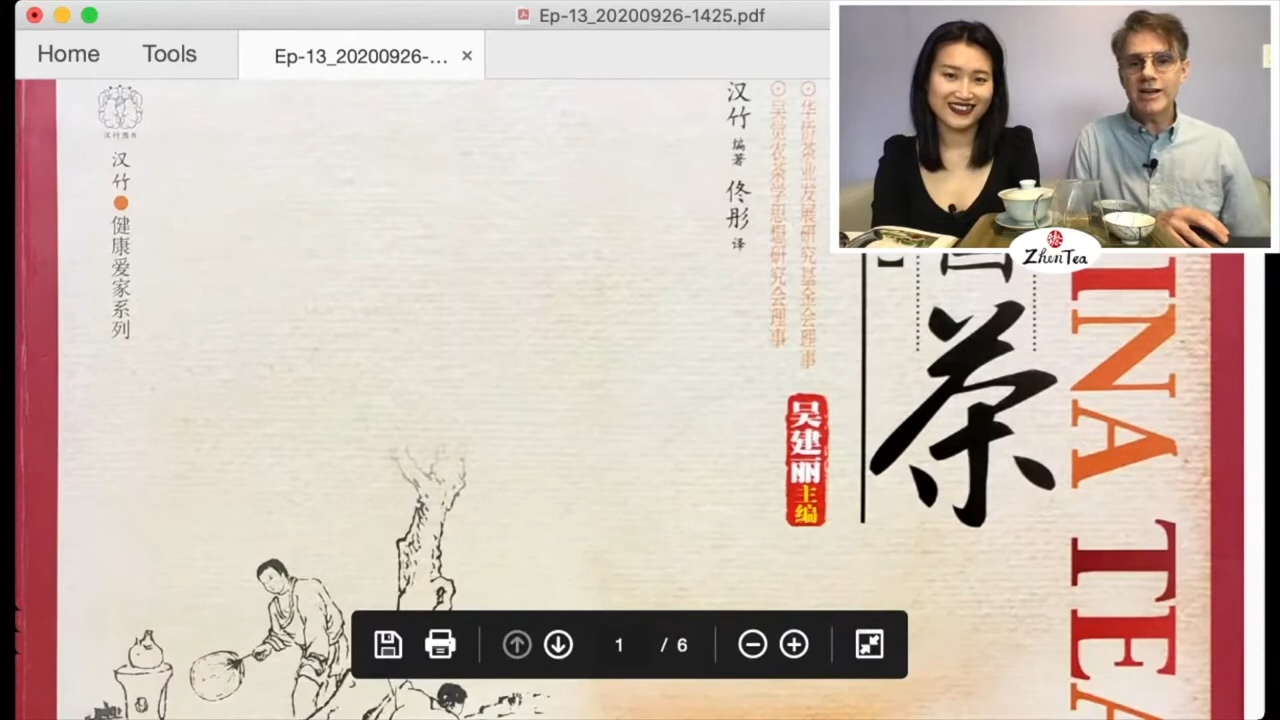 Ep-13_20200926-1425.pdf
Home
Tools
Ep-13_20200926-...
汉竹图书
汉竹●健康爱家系列
汉竹 编著 佟彤 译
⊙吴觉农茶学思想研究会理事
⊙华侨茶业发展研究基金会理事
吴建丽 主编
茶
INA TEA
ZhenTea
1 / 6